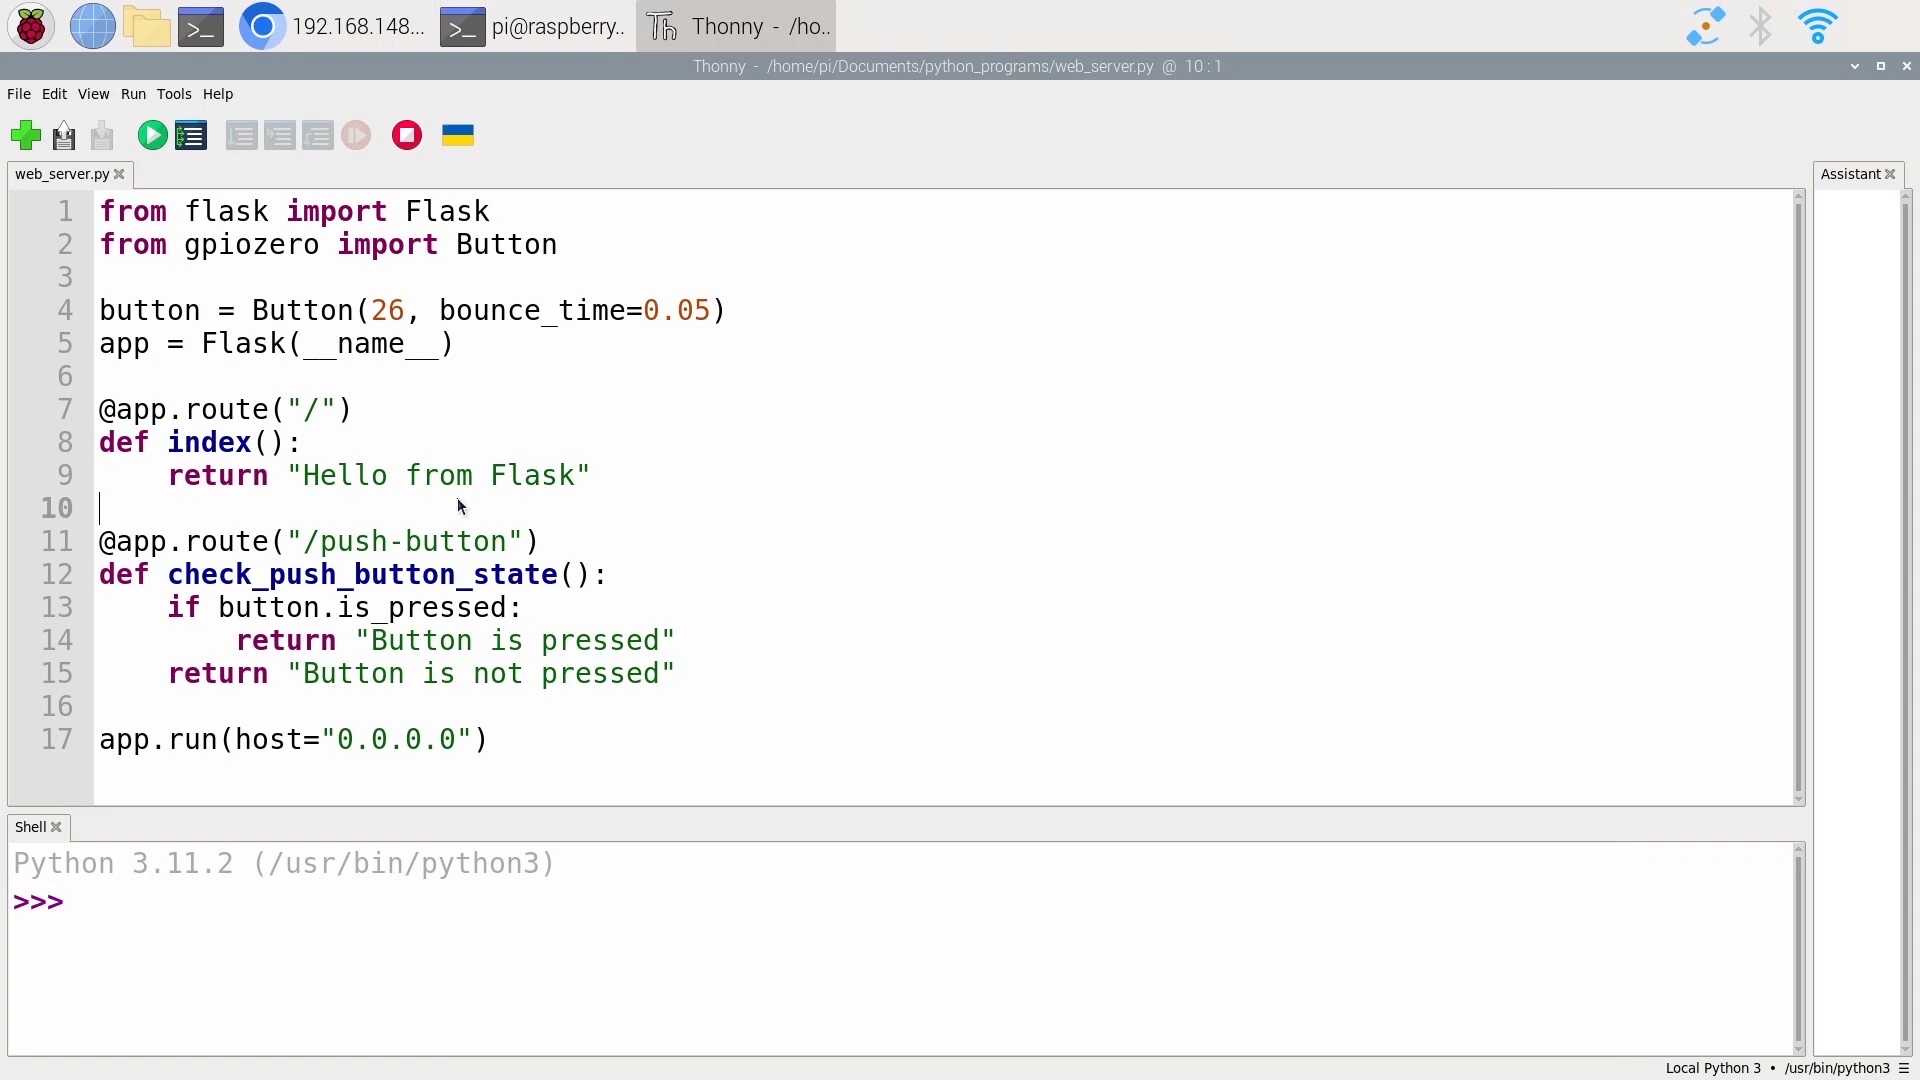 192.168.148...
pi@raspberry..
Th Thonny - /ho..
Thonny - /home/pi/Documents/python_programs/web_server.py @ 10 : 1
File Edit View Run Tools Help
web_server.py
Assistant
1 from flask import Flask
2 from gpiozero import Button
3
4 button = Button(26, bounce_time=0.05)
5 app = Flask(__name__)
6
7 @app.route("/")
8 def index():
9     return "Hello from Flask"
10
11 @app.route("/push-button")
12 def check_push_button_state():
13     if button.is_pressed:
14         return "Button is pressed"
15     return "Button is not pressed"
16
17 app.run(host="0.0.0.0")
Shell
Python 3.11.2 (/usr/bin/python3)
>>>
Local Python 3 • /usr/bin/python3 ☰